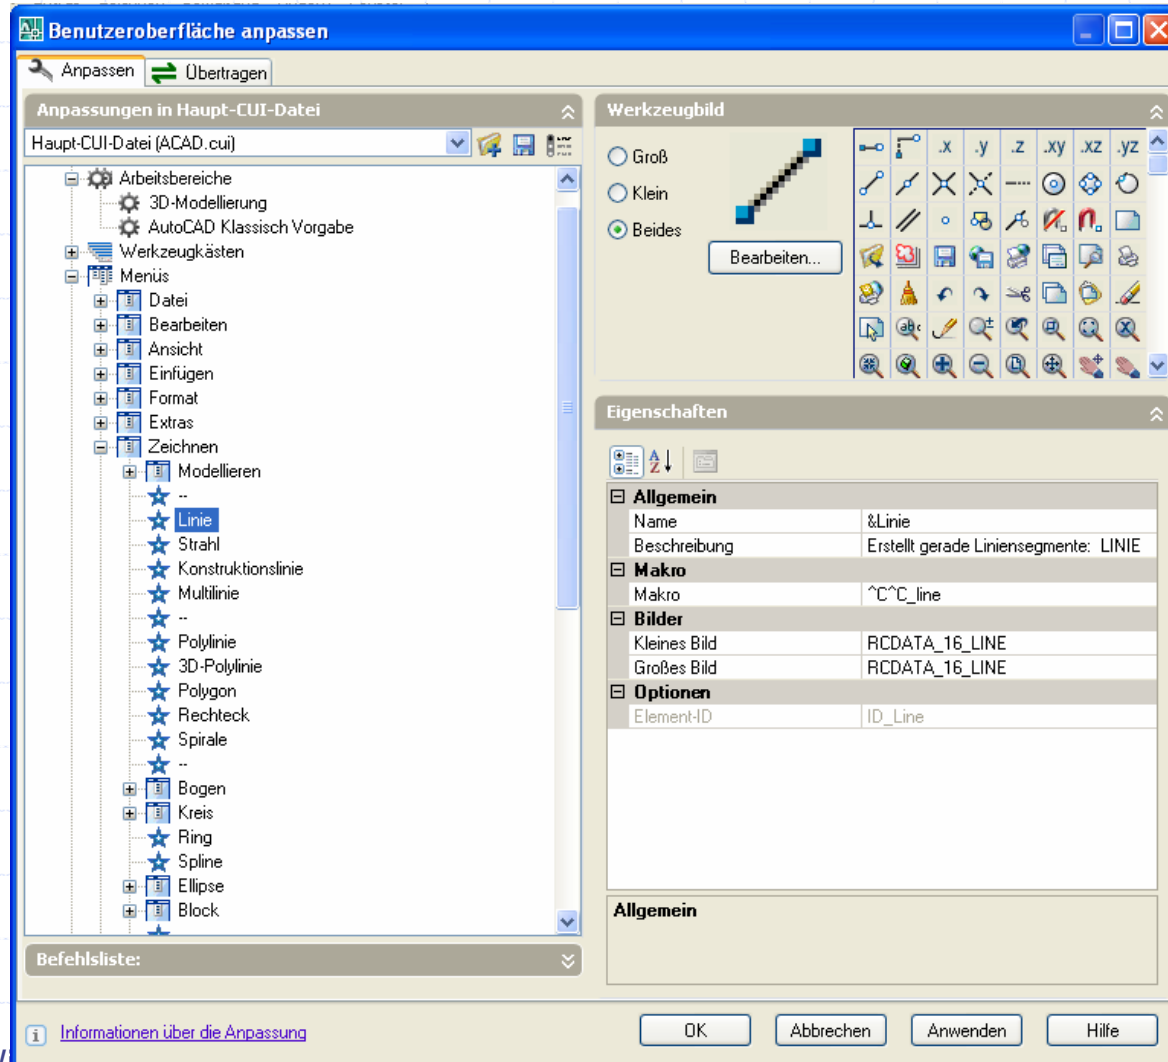 Benutzeroberfläche anpassen
Anpassen
Übertragen
Anpassungen in Haupt-CUI-Datei
Haupt-CUI-Datei (ACAD.cui)
Arbeitsbereiche
3D-Modellierung
AutoCAD Klassisch Vorgabe
Werkzeugkästen
Menüs
Datei
Bearbeiten
Ansicht
Einfügen
Format
Extras
Zeichnen
Modellieren
--
Linie
Strahl
Konstruktionslinie
Multilinie
--
Polylinie
3D-Polylinie
Polygon
Rechteck
Spirale
--
Bogen
Kreis
Ring
Spline
Ellipse
Block
Befehlsliste:
Werkzeugbild
Groß
Klein
Beides
Bearbeiten...
.x .y .z .xy .xz .yz
Eigenschaften
Allgemein
Name &Linie
Beschreibung Erstellt gerade Liniensegmente: LINIE
Makro
Makro ^C^C_line
Bilder
Kleines Bild RCDATA_16_LINE
Großes Bild RCDATA_16_LINE
Optionen
Element-ID ID_Line
Allgemein
Informationen über die Anpassung
OK
Abbrechen
Anwenden
Hilfe